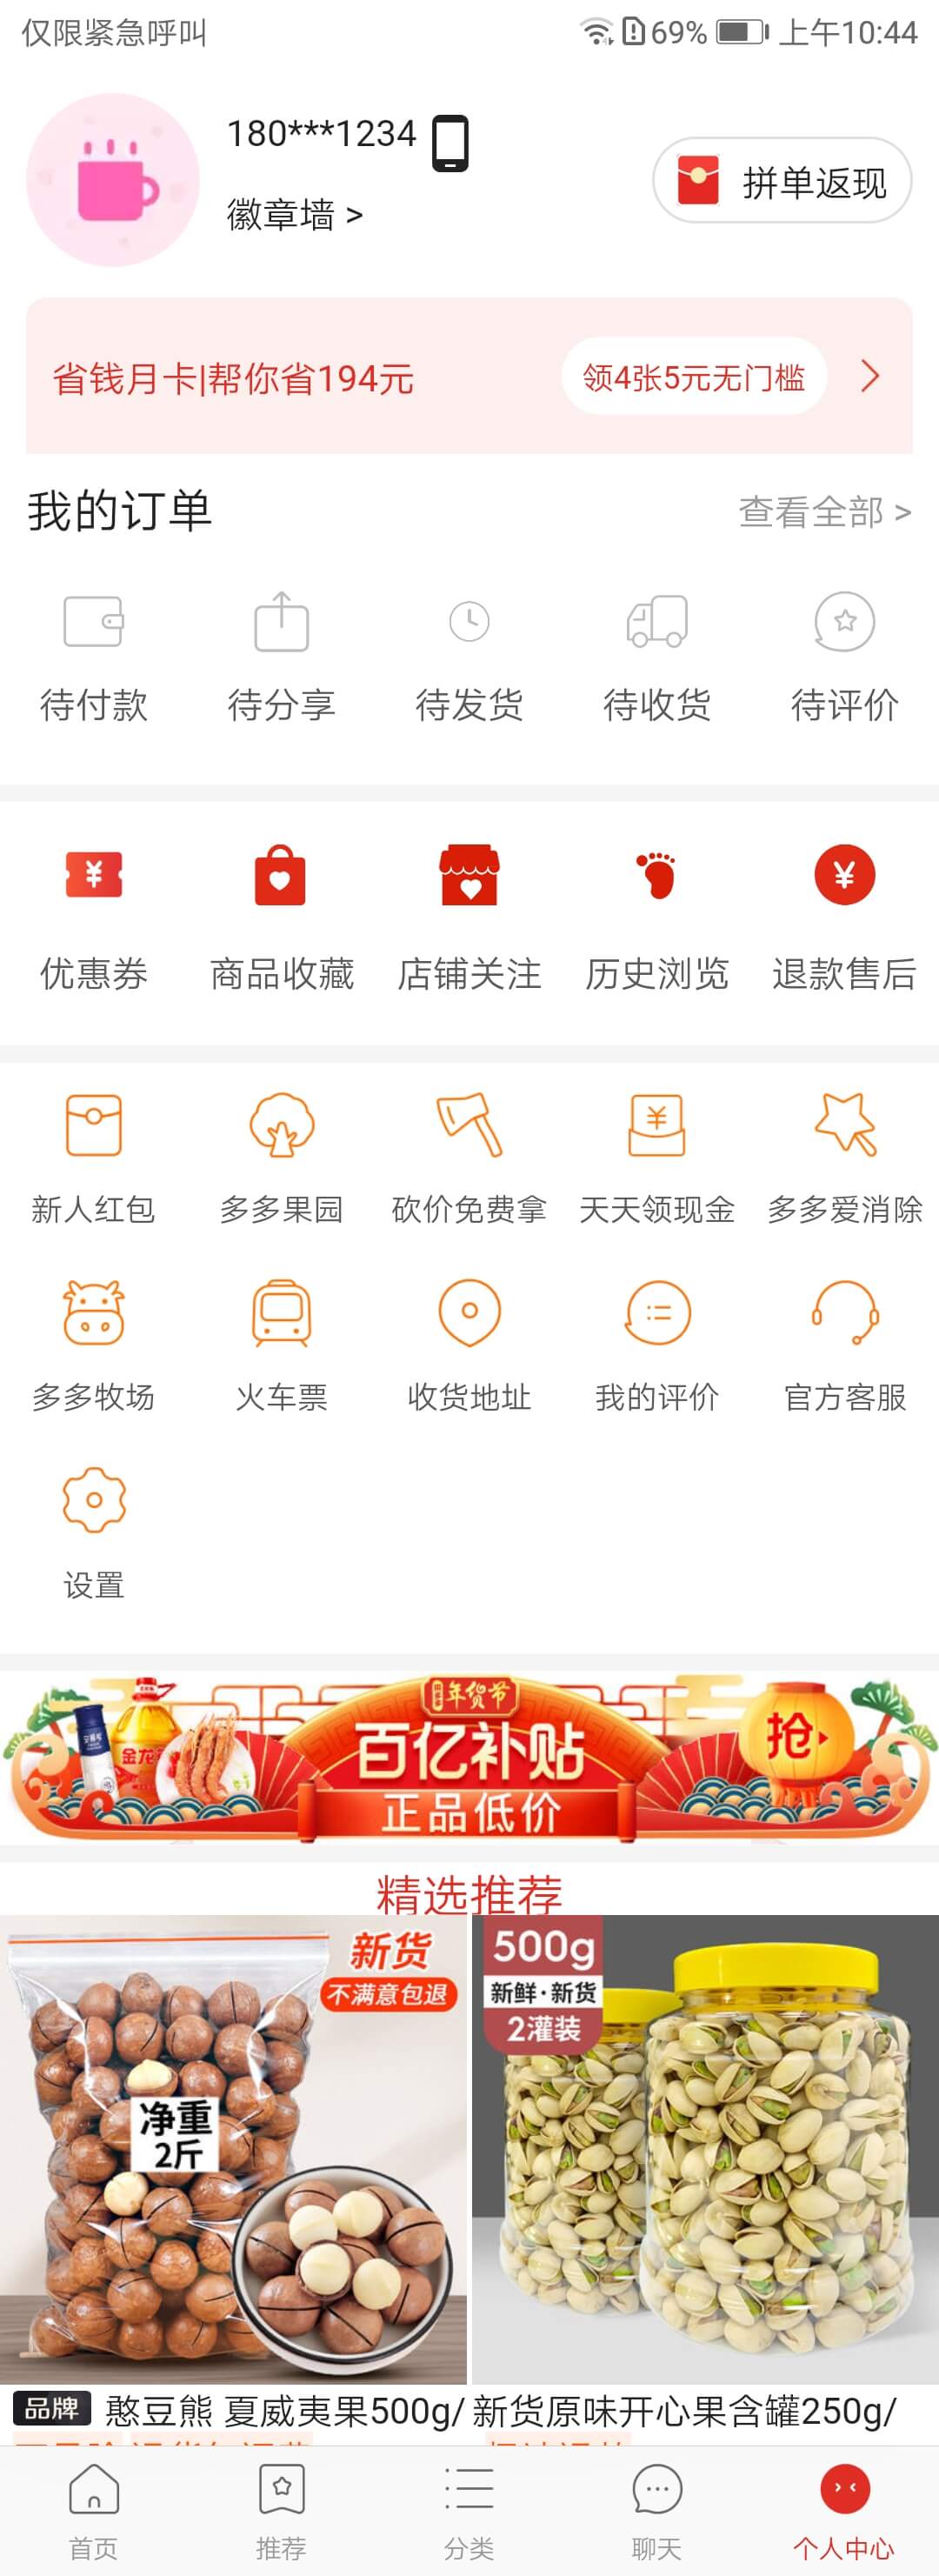 仅限紧急呼叫
69% 上午10:44
180***1234
徽章墙 >
拼单返现
省钱月卡|帮你省194元
领4张5元无门槛
我的订单
查看全部 >
待付款 待分享 待发货 待收货 待评价
优惠券 商品收藏 店铺关注 历史浏览 退款售后
新人红包 多多果园 砍价免费拿 天天领现金 多多爱消除
多多牧场 火车票 收货地址 我的评价 官方客服
设置
年货节
百亿补贴
正品低价
抢
金龙
精选推荐
新货
不满意包退
净重
2斤
500g
新鲜·新货
2灌装
品牌 憨豆熊 夏威夷果500g/
新货原味开心果含罐250g/
首页 推荐 分类 聊天 个人中心